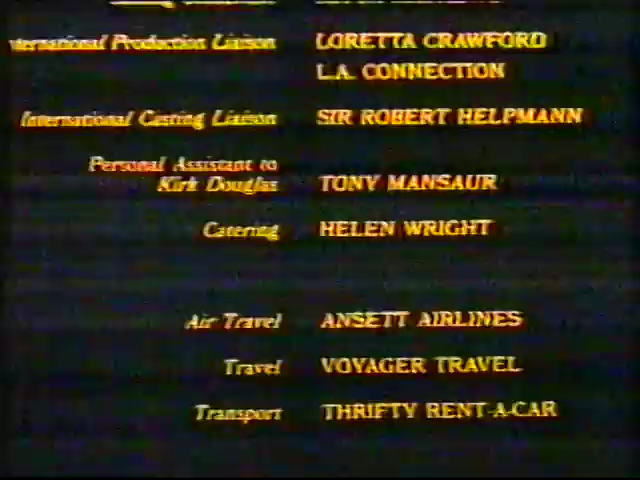 International Production Liaison LORETTA CRAWFORD
L.A. CONNECTION
International Casting Liaison SIR ROBERT HELPMANN
Personal Assistant to
Kirk Douglas TONY MANSAUR
Catering HELEN WRIGHT
Air Travel ANSETT AIRLINES
Travel VOYAGER TRAVEL
Transport THRIFTY RENT-A-CAR